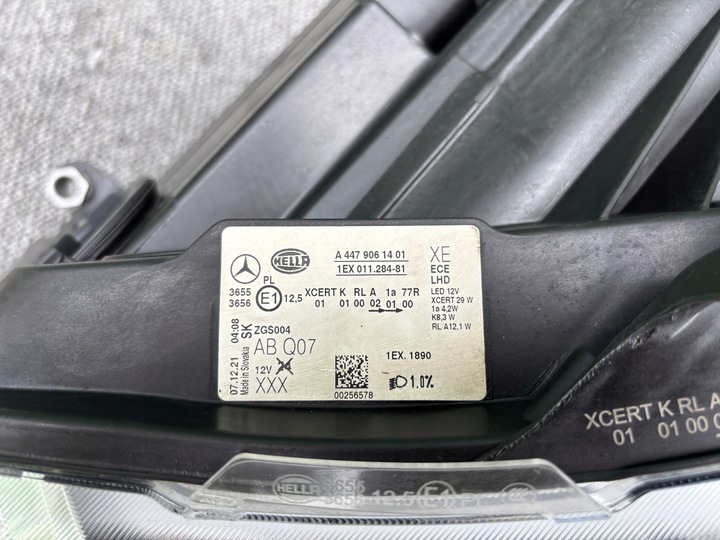 HELLA
A 447 906 14 01
1EX 011.284-81
XE
ECE
LHD
LED 12V
XCERT 29 W
1a 4,2W
K8,3 W
RL/A12,1 W
PL
3655
3656
E1
12,5
XCERT K RL A 1a 77R
01 01 00 02 01 00
07.12.21 04:08
Made in Slovakia SK
ZGS004
AB Q07
12V 24
XXX
00256578
1EX. 1890
1.0%
XCERT K RL A
01 01 00
HELLA
3655
3656
12.5
E1